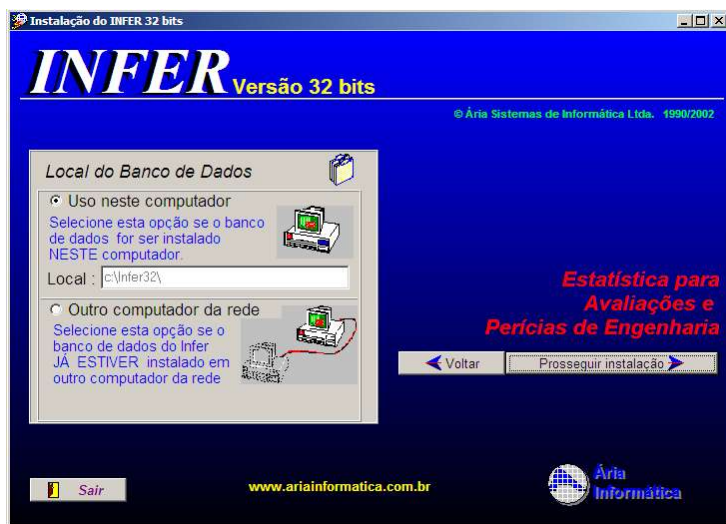 Instalação do INFER 32 bits
INFER Versão 32 bits
© Ária Sistemas de Informática Ltda. 1990/2002
Local do Banco de Dados
Uso neste computador
Selecione esta opção se o banco
de dados for ser instalado
NESTE computador.
Local : c:\Infer32\
Outro computador da rede
Selecione esta opção se o
banco de dados do Infer
JÁ ESTIVER instalado em
outro computador da rede
Estatística para
Avaliações e
Perícias de Engenharia
Voltar
Prosseguir instalação
Sair
www.ariainformatica.com.br
Ária
Informática